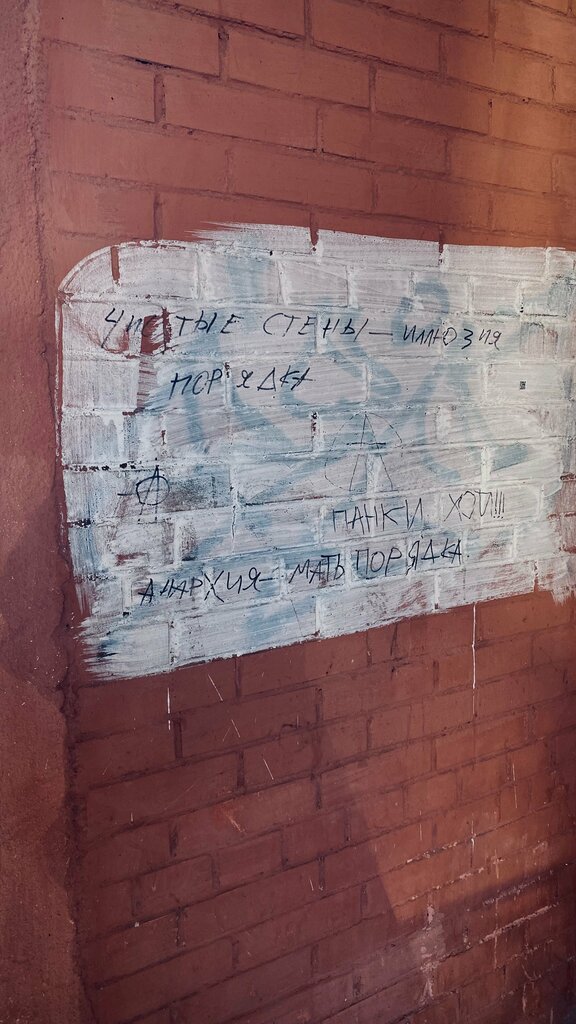 ЧИСТЫЕ СТЕНЫ — ИЛЛЮЗИЯ
ПОРЯДКА
ПАНКИ ХОЙ!!!
АНАРХИЯ — МАТЬ ПОРЯДКА